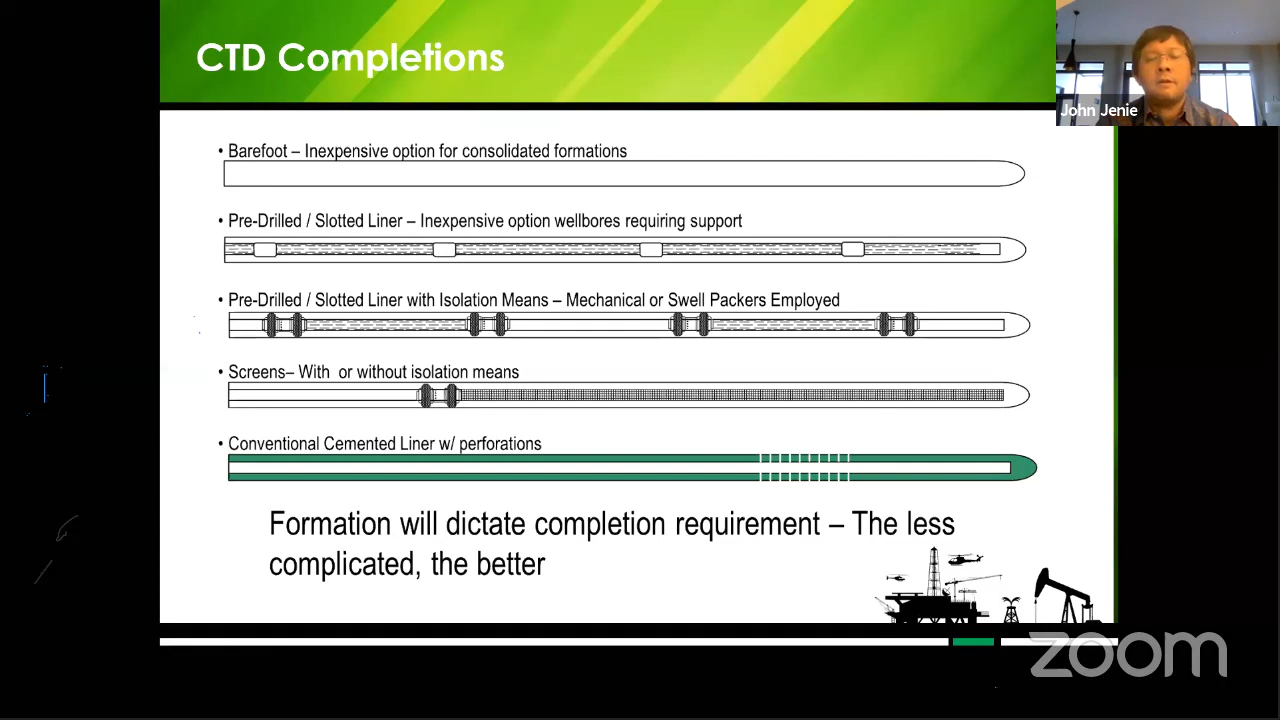 CTD Completions
John Jenie
• Barefoot – Inexpensive option for consolidated formations
• Pre-Drilled / Slotted Liner – Inexpensive option wellbores requiring support
• Pre-Drilled / Slotted Liner with Isolation Means – Mechanical or Swell Packers Employed
• Screens– With  or without isolation means
• Conventional Cemented Liner w/ perforations
Formation will dictate completion requirement – The less
complicated, the better
zoom